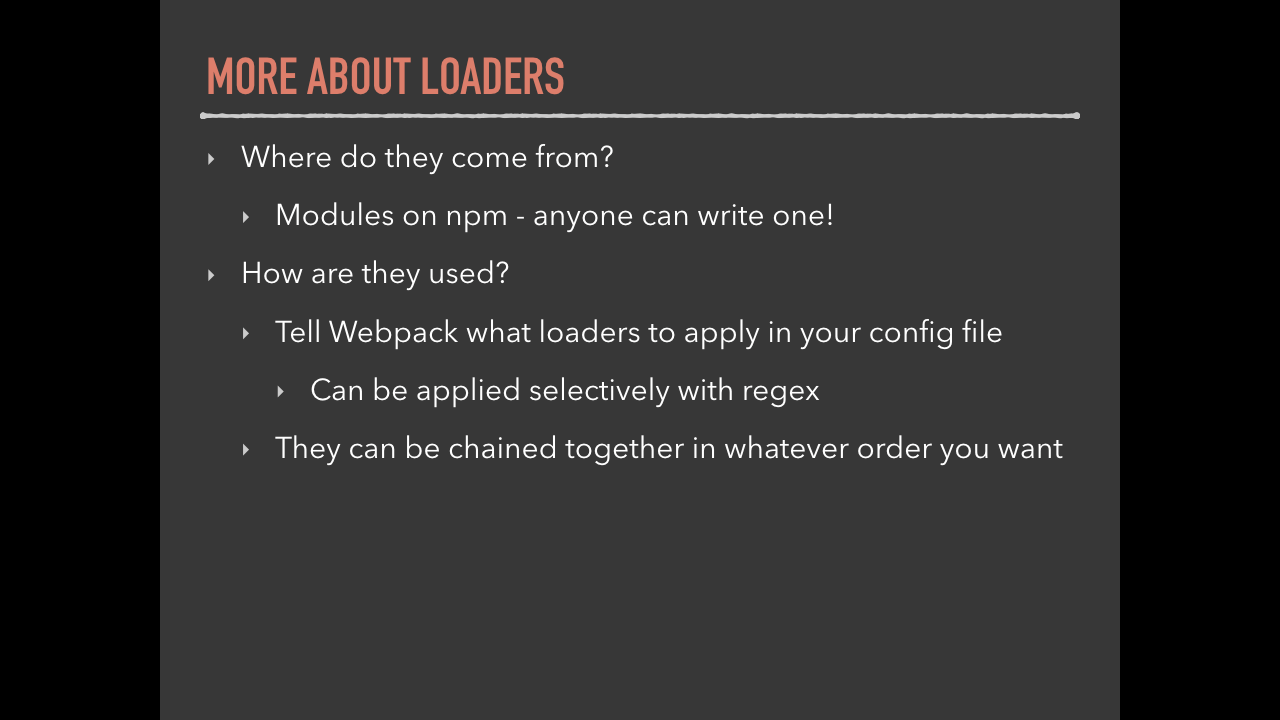 MORE ABOUT LOADERS
Where do they come from?
Modules on npm - anyone can write one!
How are they used?
Tell Webpack what loaders to apply in your config file
Can be applied selectively with regex
They can be chained together in whatever order you want